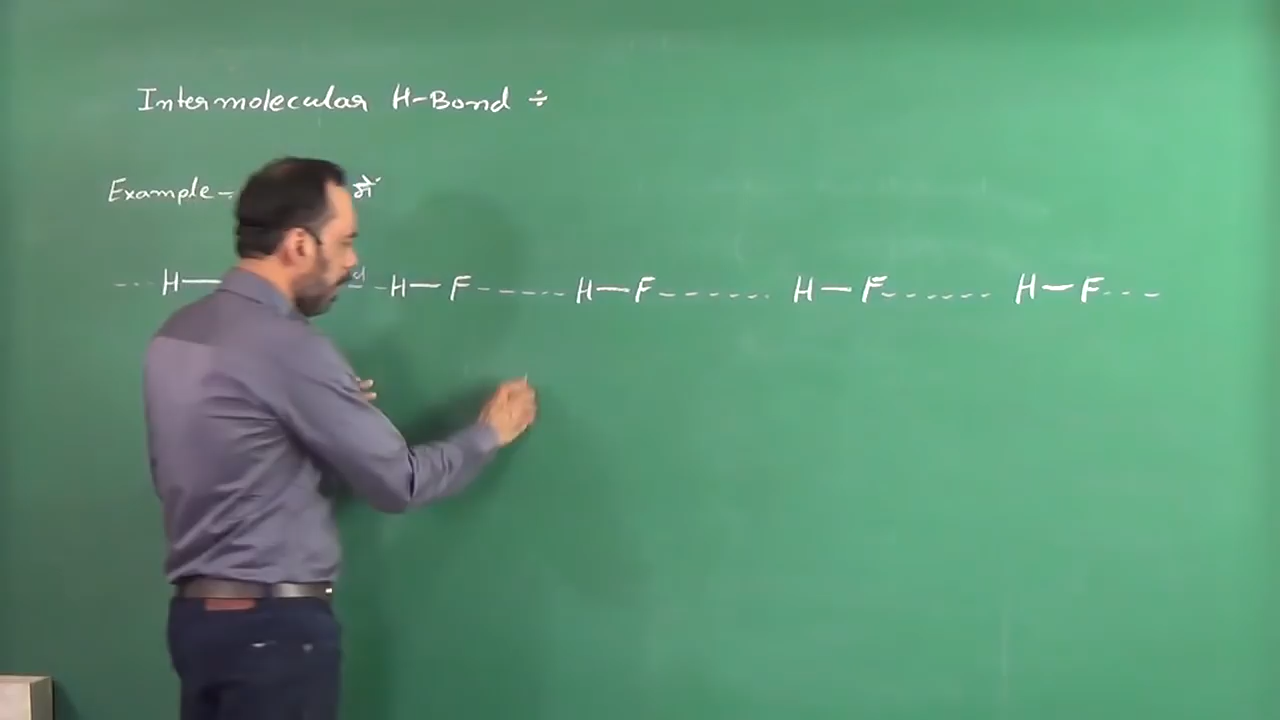 Intermolecular H-Bond ÷
Example - में
---- H— --H—F------H—F------H—F------H—F----